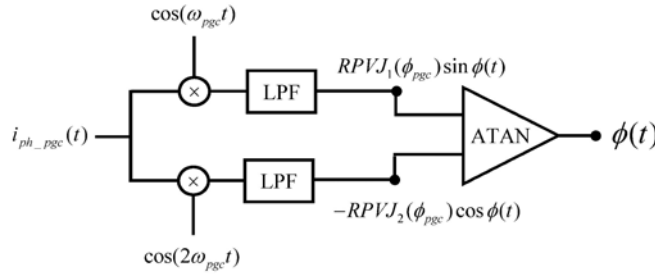 cos(ω_pgc t)
RPVJ₁(ϕ_pgc) sin ϕ(t)
×
LPF
i_ph_pgc(t)
ATAN
ϕ(t)
×
LPF
−RPVJ₂(ϕ_pgc) cos ϕ(t)
cos(2ω_pgc t)